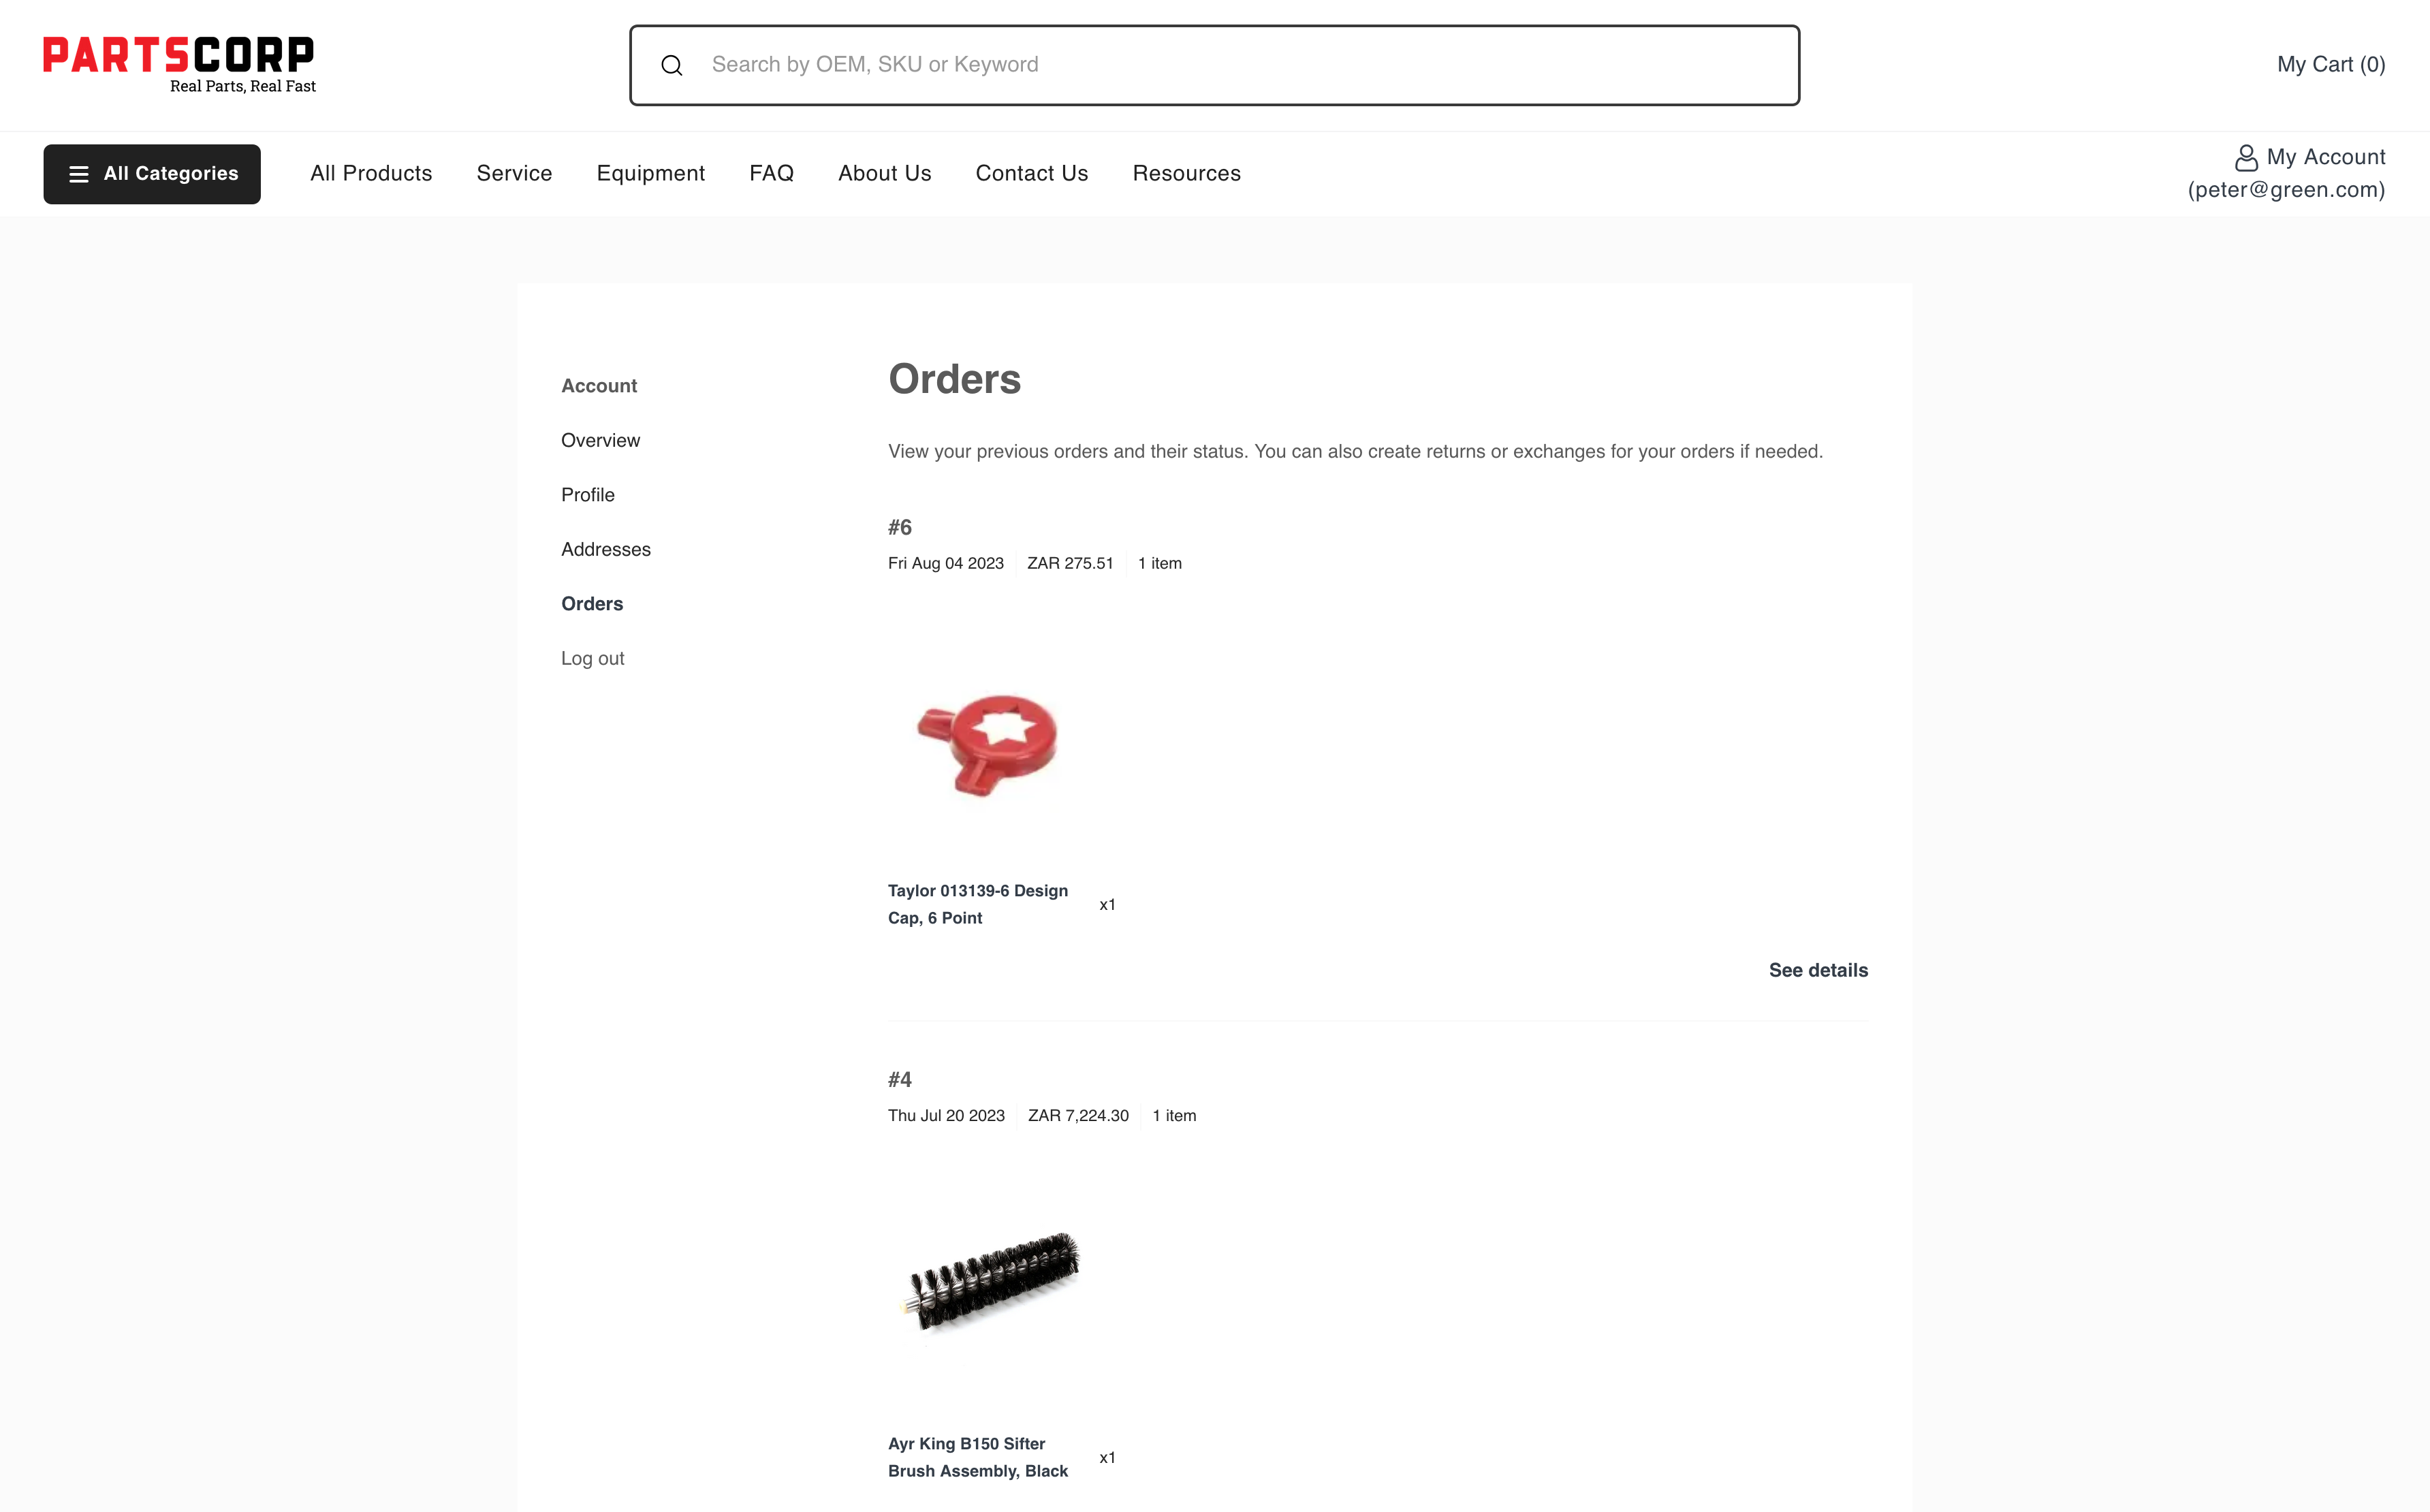 PARTSCORP
Real Parts, Real Fast
Search by OEM, SKU or Keyword
My Cart (0)
All Categories
All Products
Service
Equipment
FAQ
About Us
Contact Us
Resources
My Account
(peter@green.com)
Account
Overview
Profile
Addresses
Orders
Log out
Orders
View your previous orders and their status. You can also create returns or exchanges for your orders if needed.
#6
Fri Aug 04 2023 ZAR 275.51 1 item
Taylor 013139-6 Design
Cap, 6 Point
x1
See details
#4
Thu Jul 20 2023 ZAR 7,224.30 1 item
Ayr King B150 Sifter
Brush Assembly, Black
x1